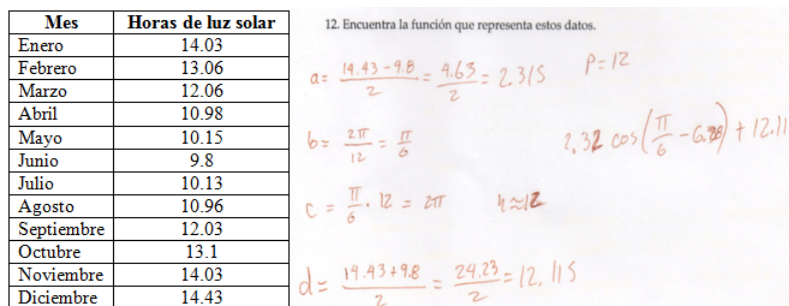 Mes Horas de luz solar
Enero 14.03
Febrero 13.06
Marzo 12.06
Abril 10.98
Mayo 10.15
Junio 9.8
Julio 10.13
Agosto 10.96
Septiembre 12.03
Octubre 13.1
Noviembre 14.03
Diciembre 14.43
12. Encuentra la función que representa estos datos.
a= (14.43-9.8)/2 = 4.63/2 = 2.315
P=12
b= 2π/12 = π/6
2.32 cos(π/6 - 6.28) + 12.11
c = π/6 · 12 = 2π
4≈12
d= (14.43+9.8)/2 = 24.23/2 = 12.115